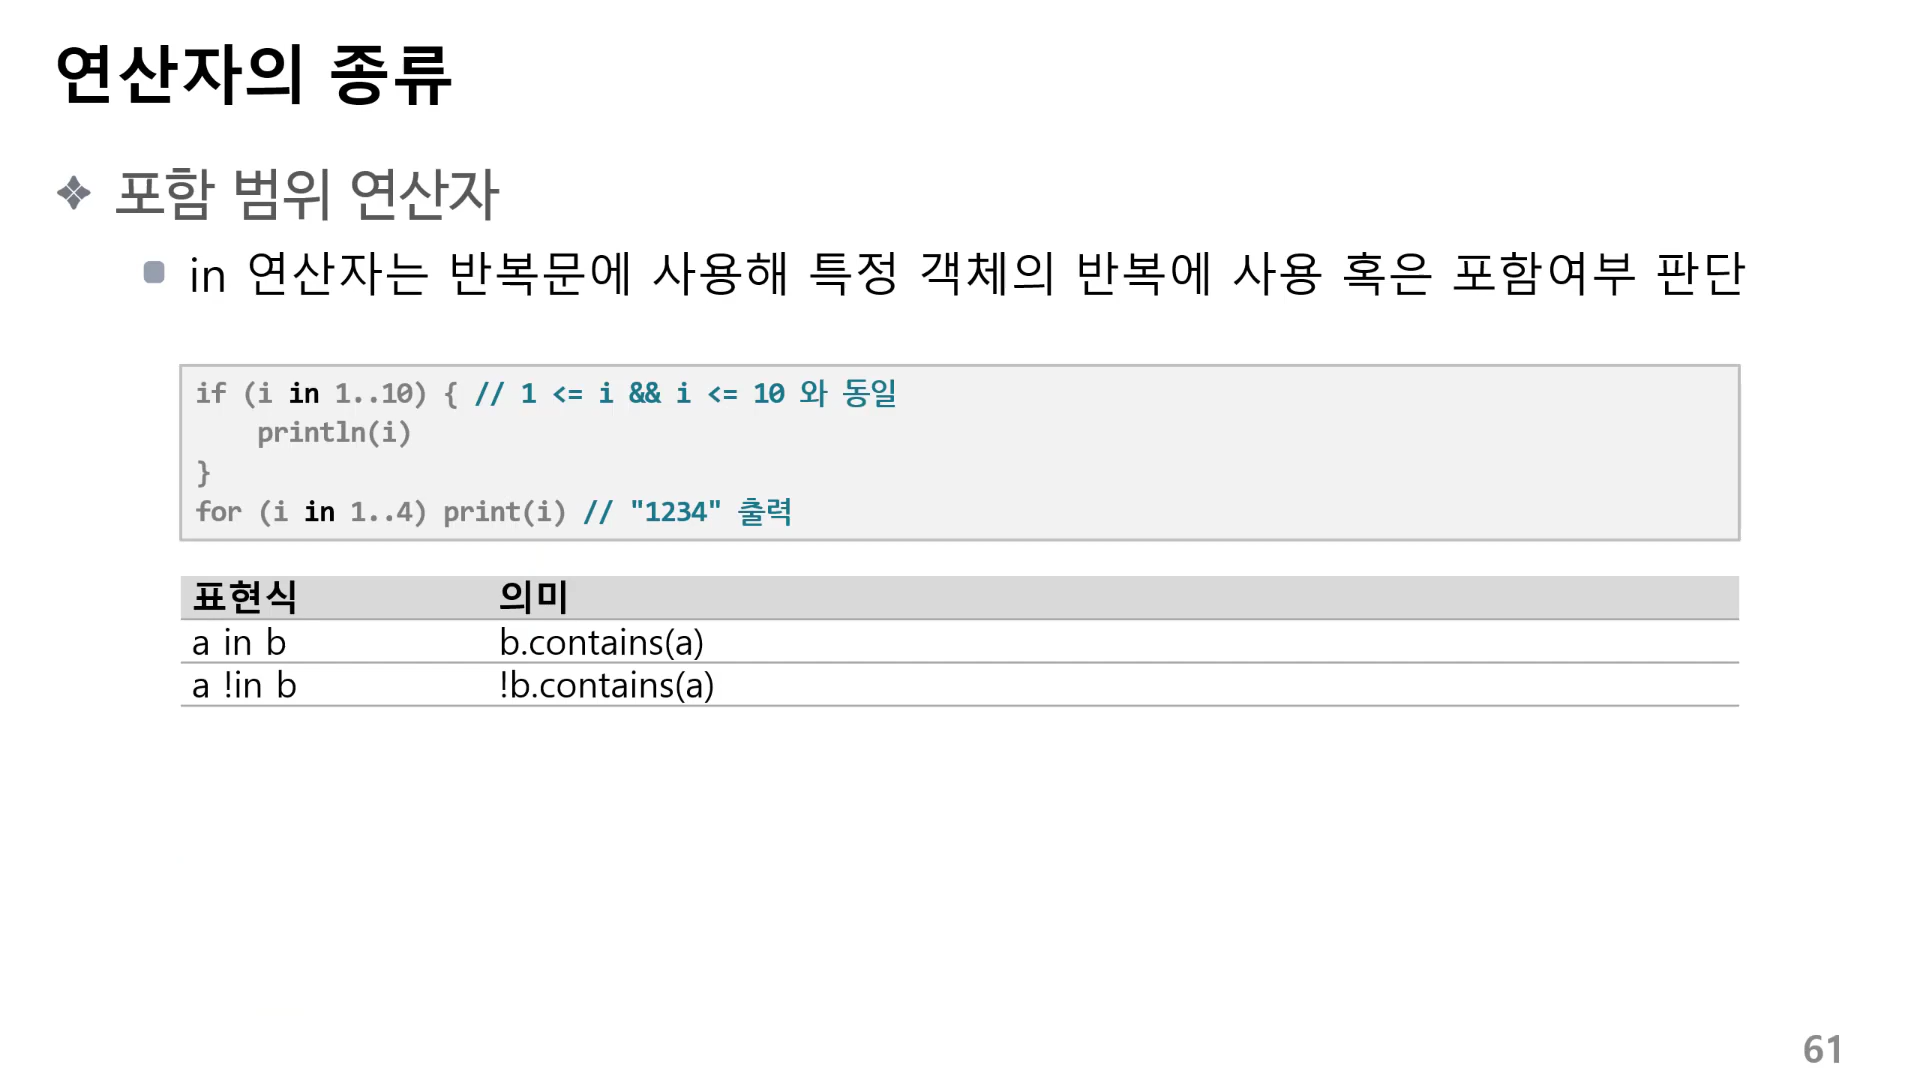 연산자의 종류
❖ 포함 범위 연산자
in 연산자는 반복문에 사용해 특정 객체의 반복에 사용 혹은 포함여부 판단
if (i in 1..10) { // 1 <= i && i <= 10 와 동일
    println(i)
}
for (i in 1..4) print(i) // "1234" 출력
표현식 의미
a in b b.contains(a)
a !in b !b.contains(a)
61